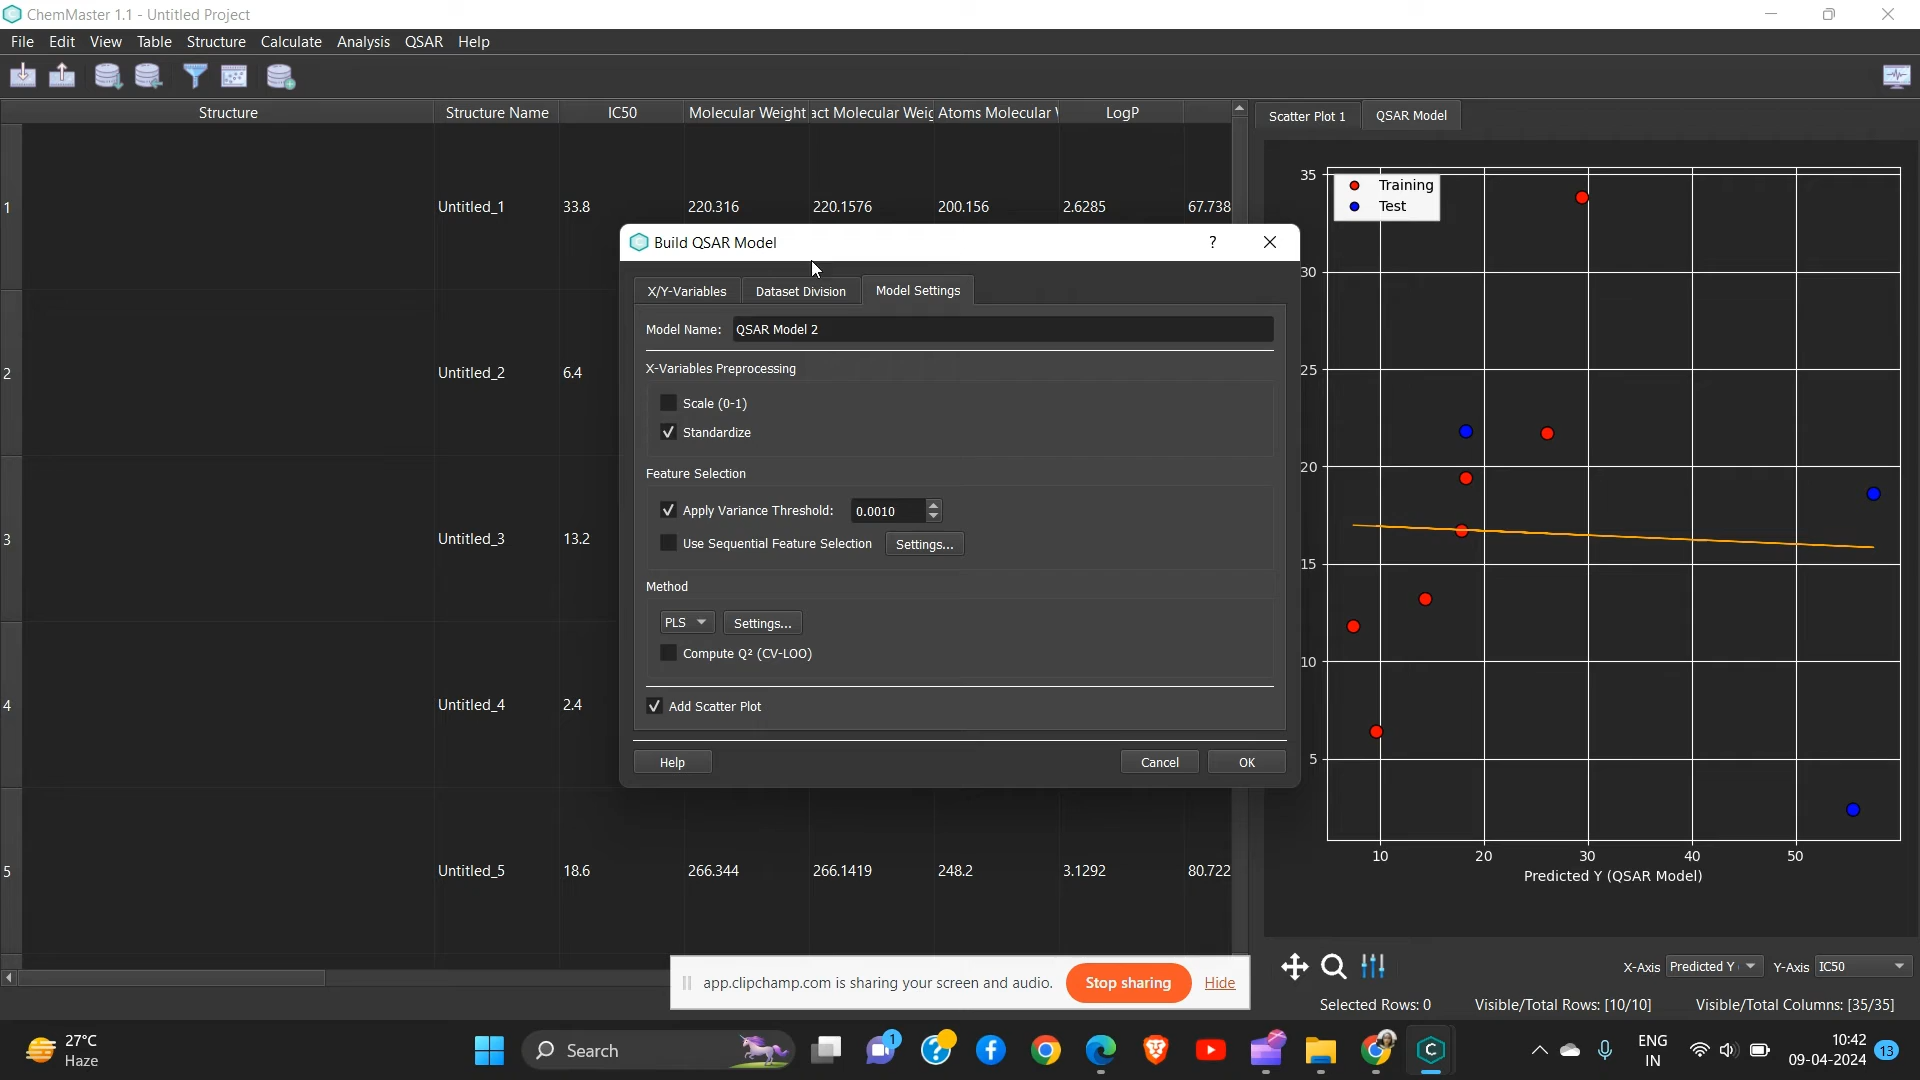 ChemMaster 1.1 - Untitled Project
File Edit View Table Structure Calculate Analysis QSAR Help
Structure Structure Name IC50 Molecular Weight act Molecular Weig Atoms Molecular LogP
1 Untitled_1 33.8 220.316 220.1576 200.156 2.6285 67.738
2 Untitled_2 6.4
3 Untitled_3 13.2
4 Untitled_4 2.4
5 Untitled_5 18.6 266.344 266.1419 248.2 3.1292 80.722
Build QSAR Model ?
X/Y-Variables Dataset Division Model Settings
Model Name: QSAR Model 2
X-Variables Preprocessing
Scale (0-1)
Standardize
Feature Selection
Apply Variance Threshold: 0.0010
Use Sequential Feature Selection Settings...
Method
PLS Settings...
Compute Q² (CV-LOO)
Add Scatter Plot
Help Cancel OK
Scatter Plot 1 QSAR Model
Training
Test
35
30
25
20
15
10
5
10 20 30 40 50
Predicted Y (QSAR Model)
X-Axis Predicted Y Y-Axis IC50
Selected Rows: 0 Visible/Total Rows: [10/10] Visible/Total Columns: [35/35]
app.clipchamp.com is sharing your screen and audio. Stop sharing Hide
27°C
Haze
Search
1
ENG
IN
10:42
09-04-2024
13